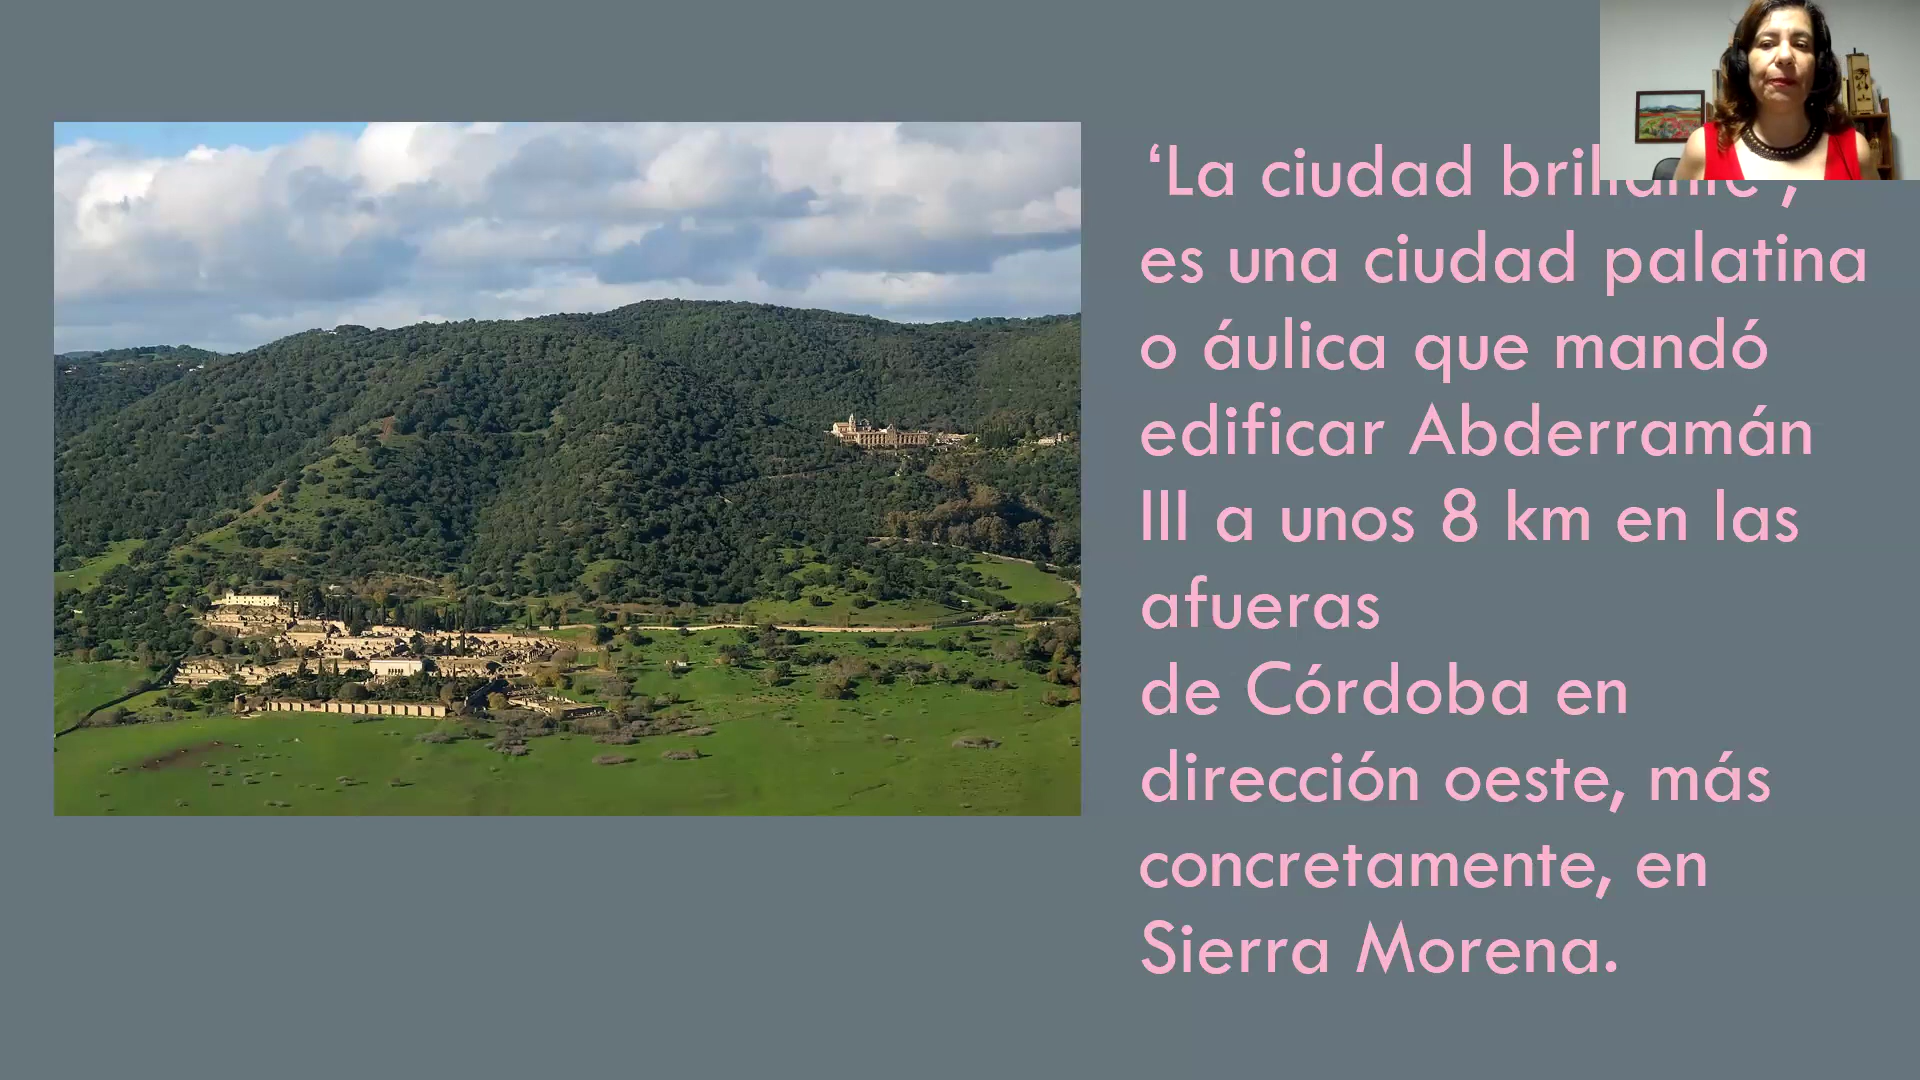 ‘La ciudad brillante’,
es una ciudad palatina
o áulica que mandó
edificar Abderramán
III a unos 8 km en las
afueras
de Córdoba en
dirección oeste, más
concretamente, en
Sierra Morena.